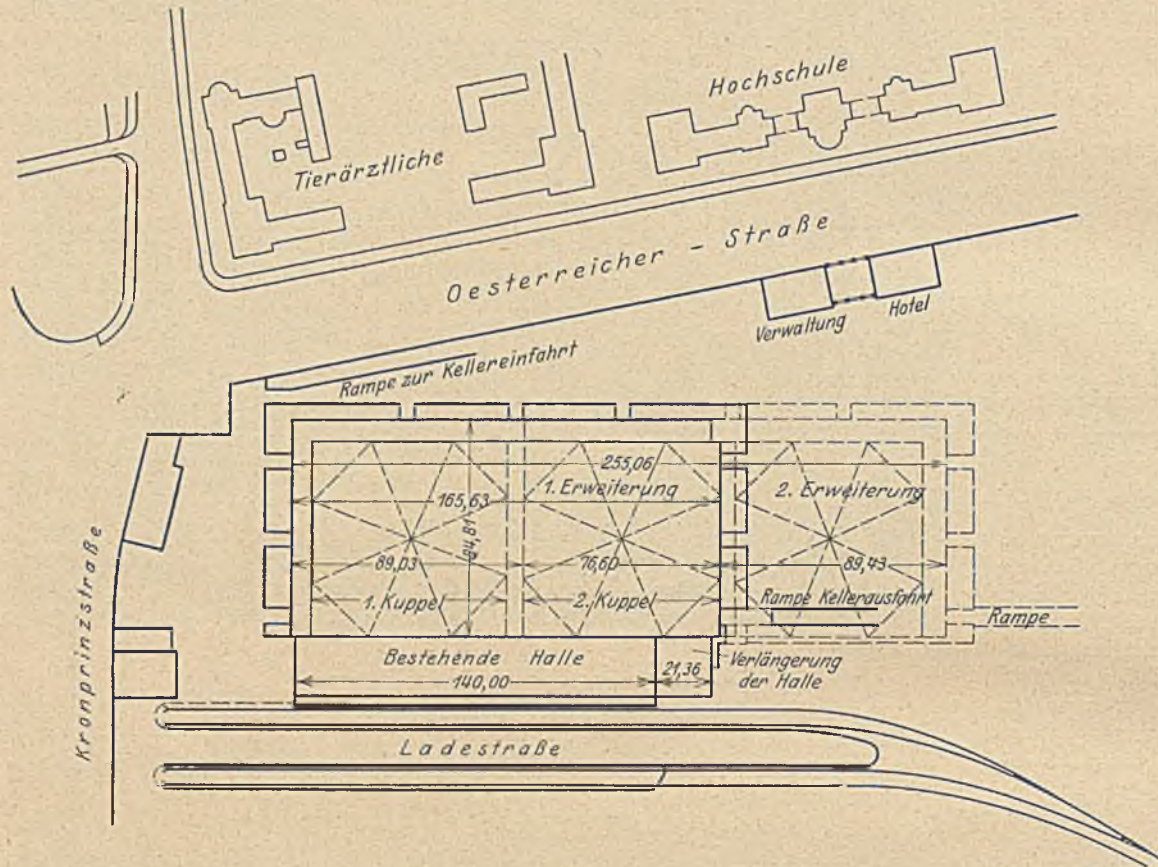 Hochschule
Tierärztliche
Oesterreicher - Straße
Verwaltung
Hotel
Rampe zur Kellereinfahrt
255,06
1. Erweiterung
2. Erweiterung
165,63
94,81
89,03
76,60
89,43
1. Kuppel
2. Kuppel
Rampe Kellerausfahrt
Rampe
Bestehende Halle
140,00
21,36
Verlängerung
der Halle
Kronprinzstraße
Ladestraße